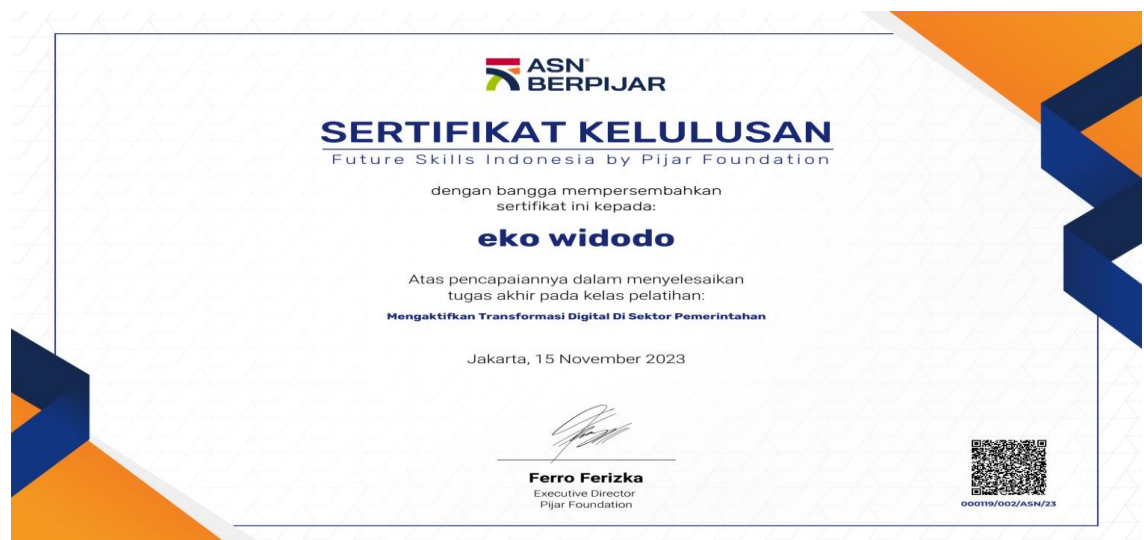 ASN
BERPIJAR
SERTIFIKAT KELULUSAN
Future Skills Indonesia by Pijar Foundation
dengan bangga mempersembahkan
sertifikat ini kepada:
eko widodo
Atas pencapaiannya dalam menyelesaikan
tugas akhir pada kelas pelatihan:
Mengaktifkan Transformasi Digital Di Sektor Pemerintahan
Jakarta, 15 November 2023
Ferro Ferizka
Executive Director
Pijar Foundation
000119/002/ASN/23